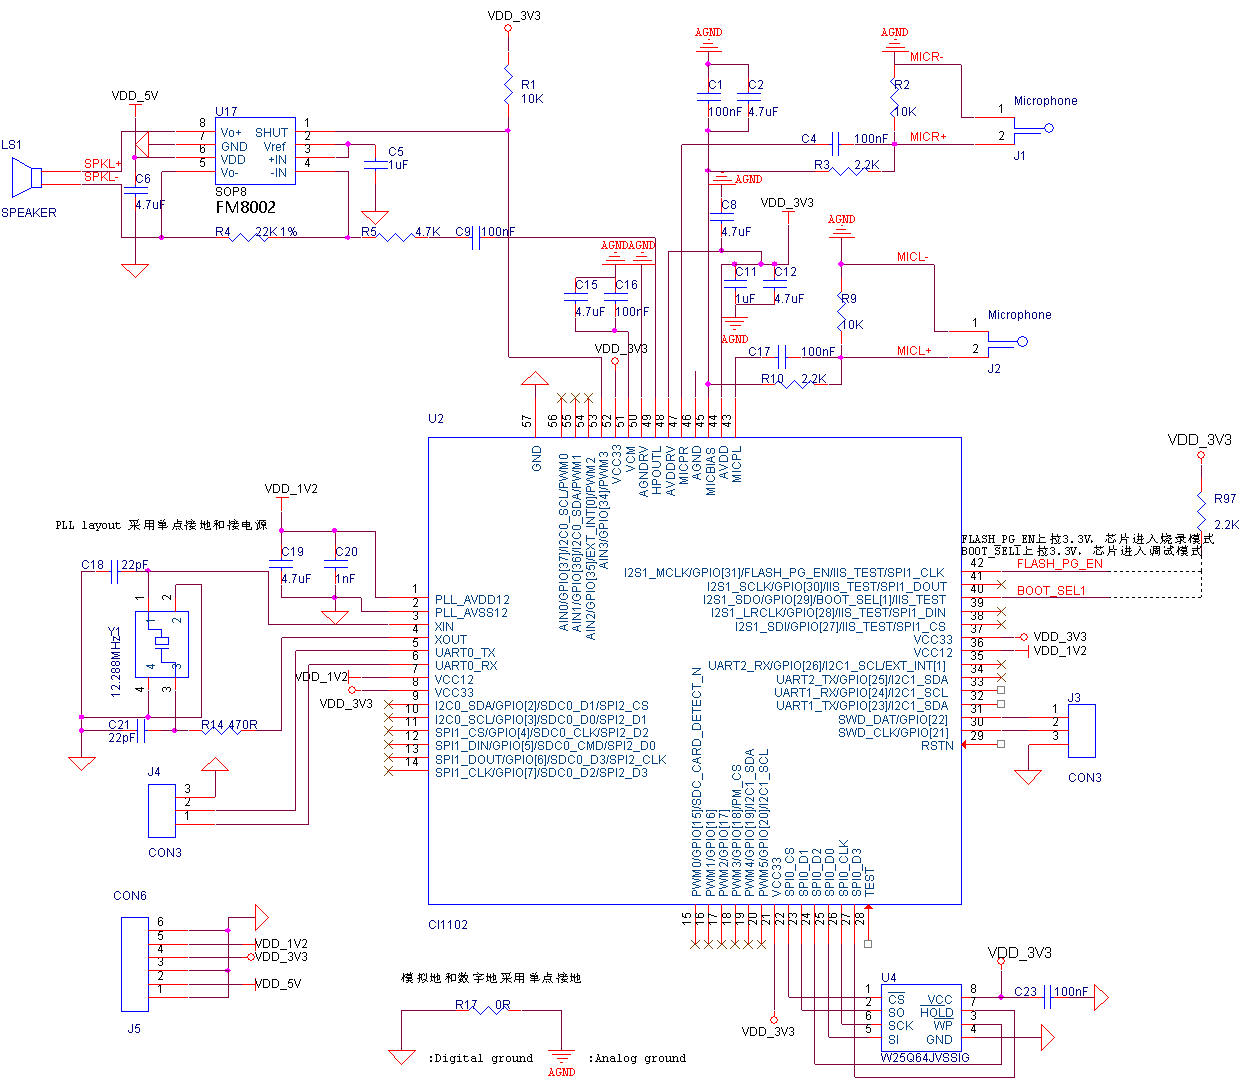 VDD_3V3
R1
10K
VDD_5V
U17
8
7
6
5
Vo+
GND
VDD
Vo-
SHUT
Vref
+IN
-IN
1
2
3
4
SOP8
FM8002
LS1
SPEAKER
SPKL+
SPKL-
C6
4.7uF
C5
1uF
R4
22K 1%
R5
4.7K
C9
100nF
AGND
C1
100nF
C2
4.7uF
AGND
MICR-
R2
10K
MICR+
C4
100nF
R3
2.2K
1
2
Microphone
J1
AGND
C8
4.7uF
VDD_3V3
C11
1uF
C12
4.7uF
AGND
AGND
MICL-
R9
10K
MICL+
C17
100nF
R10
2.2K
1
2
Microphone
J2
AGND
AGND
C15
4.7uF
C16
100nF
VDD_3V3
U2
57
56
55
54
53
52
51
50
49
48
47
46
45
44
43
GND
AIN0/GPIO[37]/I2C0_SCL/PWM0
AIN1/GPIO[36]/I2C0_SDA/PWM1
AIN2/GPIO[35]/EXT_INT[0]/PWM2
AIN3/GPIO[34]/PWM3
VCC33
VCM
AGNDRV
HPOUTL
AVDDRV
MICPR
AGND
MICBIAS
AVDD
MICPL
VDD_1V2
PLL layout 采用单点接地和接电源
C19
4.7uF
C20
1nF
C18
22pF
Y1
12.288MHz
1
2
4
3
1
2
4
3
C21
22pF
R14
470R
VDD_1V2
VDD_3V3
1
2
3
4
5
6
7
8
9
10
11
12
13
14
PLL_AVDD12
PLL_AVSS12
XIN
XOUT
UART0_TX
UART0_RX
VCC12
VCC33
I2C0_SDA/GPIO[2]/SDC0_D1/SPI2_CS
I2C0_SCL/GPIO[3]/SDC0_D0/SPI2_D1
SPI1_CS/GPIO[4]/SDC0_CLK/SPI2_D2
SPI1_DIN/GPIO[5]/SDC0_CMD/SPI2_D0
SPI1_DOUT/GPIO[6]/SDC0_D3/SPI2_CLK
SPI1_CLK/GPIO[7]/SDC0_D2/SPI2_D3
VDD_3V3
R97
2.2K
FLASH_PG_EN上拉3.3V，芯片进入烧录模式
BOOT_SEL1上拉3.3V，芯片进入调试模式
FLASH_PG_EN
BOOT_SEL1
I2S1_MCLK/GPIO[31]/FLASH_PG_EN/IIS_TEST/SPI1_CLK
I2S1_SCLK/GPIO[30]/IIS_TEST/SPI1_DOUT
I2S1_SDO/GPIO[29]/BOOT_SEL[1]/IIS_TEST
I2S1_LRCLK/GPIO[28]/IIS_TEST/SPI1_DIN
I2S1_SDI/GPIO[27]/IIS_TEST/SPI1_CS
VCC33
VCC12
UART2_RX/GPIO[26]/I2C1_SCL/EXT_INT[1]
UART2_TX/GPIO[25]/I2C1_SDA
UART1_RX/GPIO[24]/I2C1_SCL
UART1_TX/GPIO[23]/I2C1_SDA
SWD_DAT/GPIO[22]
SWD_CLK/GPIO[21]
RSTN
42
41
40
39
38
37
36
35
34
33
32
31
30
29
VDD_3V3
VDD_1V2
J3
1
2
3
CON3
J4
3
2
1
CON3
PWM0/GPIO[15]/SDC_CARD_DETECT_N
PWM1/GPIO[16]
PWM2/GPIO[17]
PWM3/GPIO[18]/PM_CS
PWM4/GPIO[19]/I2C1_SDA
PWM5/GPIO[20]/I2C1_SCL
VCC33
SPI0_CS
SPI0_D1
SPI0_D2
SPI0_D0
SPI0_CLK
SPI0_D3
TEST
15
16
17
18
19
20
21
22
23
24
25
26
27
28
CI1102
CON6
6
5
4
3
2
1
VDD_1V2
VDD_3V3
VDD_5V
J5
模拟地和数字地采用单点接地
R17
0R
:Digital ground
AGND
:Analog ground
VDD_3V3
VDD_3V3
U4
1
2
6
5
CS
SO
SCK
SI
VCC
HOLD
WP
GND
8
7
3
4
W25Q64JVSSIG
C23
100nF